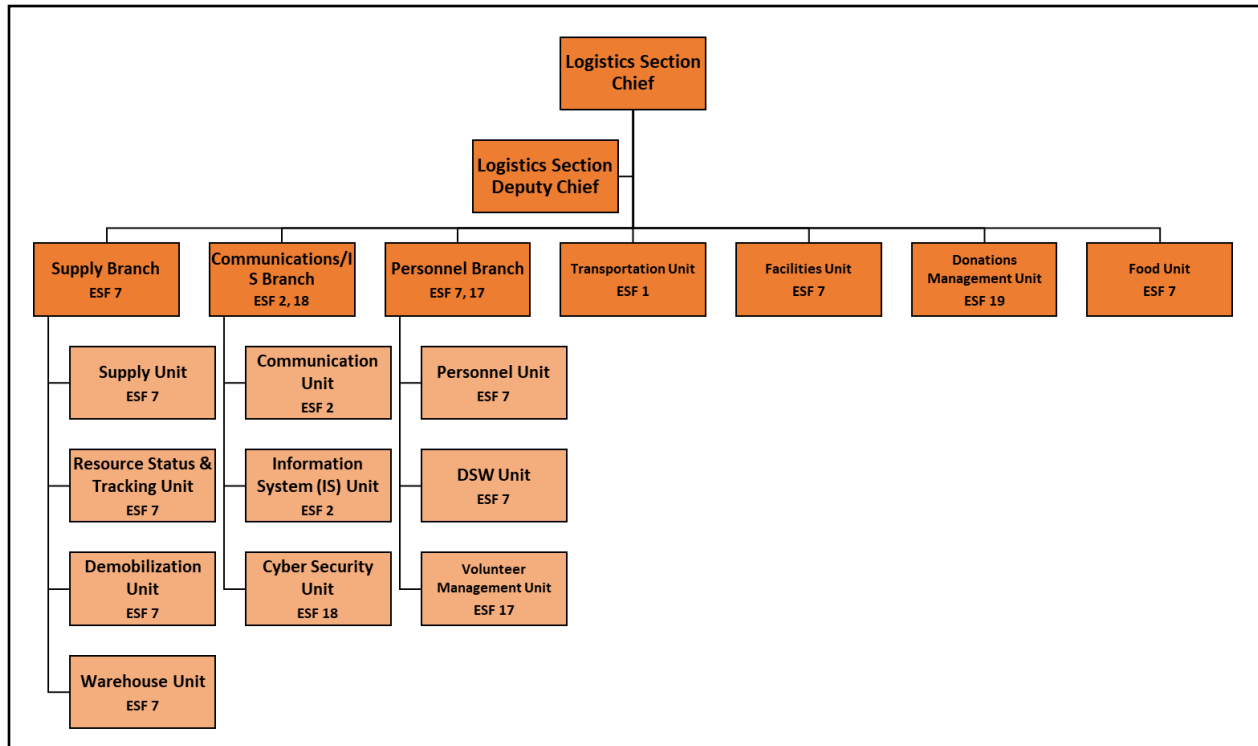 Logistics Section
Chief
Logistics Section
Deputy Chief
Supply Branch
ESF 7
Communications/I
S Branch
ESF 2, 18
Personnel Branch
ESF 7, 17
Transportation Unit
ESF 1
Facilities Unit
ESF 7
Donations
Management Unit
ESF 19
Food Unit
ESF 7
Supply Unit
ESF 7
Resource Status &
Tracking Unit
ESF 7
Demobilization
Unit
ESF 7
Warehouse Unit
ESF 7
Communication
Unit
ESF 2
Information
System (IS) Unit
ESF 2
Cyber Security
Unit
ESF 18
Personnel Unit
ESF 7
DSW Unit
ESF 7
Volunteer
Management Unit
ESF 17